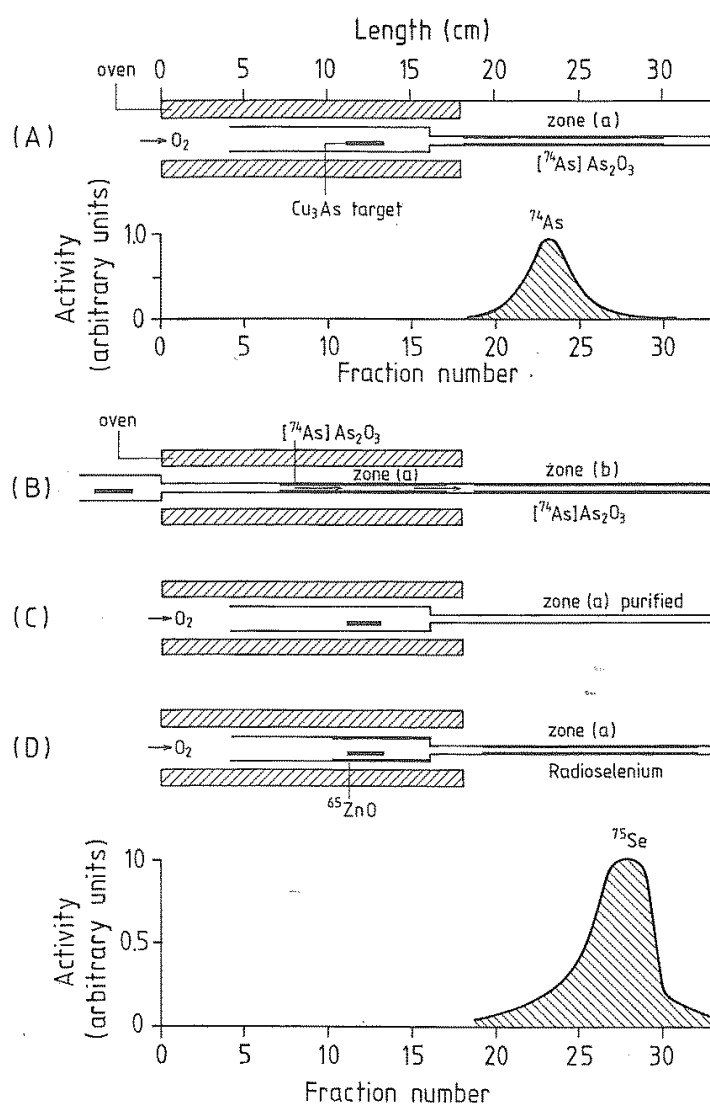 Length (cm)
0 5 10 15 20 25 30
oven
(A)
→ O₂
zone (a)
[⁷⁴As] As₂O₃
Cu₃As target
⁷⁴As
Activity
(arbitrary units)
1.0
0
0 5 10 15 20 25 30
Fraction number
oven
[⁷⁴As] As₂O₃
(B)
zone (a)
zone (b)
[⁷⁴As] As₂O₃
(C)
→ O₂
zone (a) purified
(D)
→ O₂
zone (a)
Radioselenium
⁶⁵ZnO
⁷⁵Se
Activity
(arbitrary units)
10
0.5
0
0 5 10 15 20 25 30
Fraction number